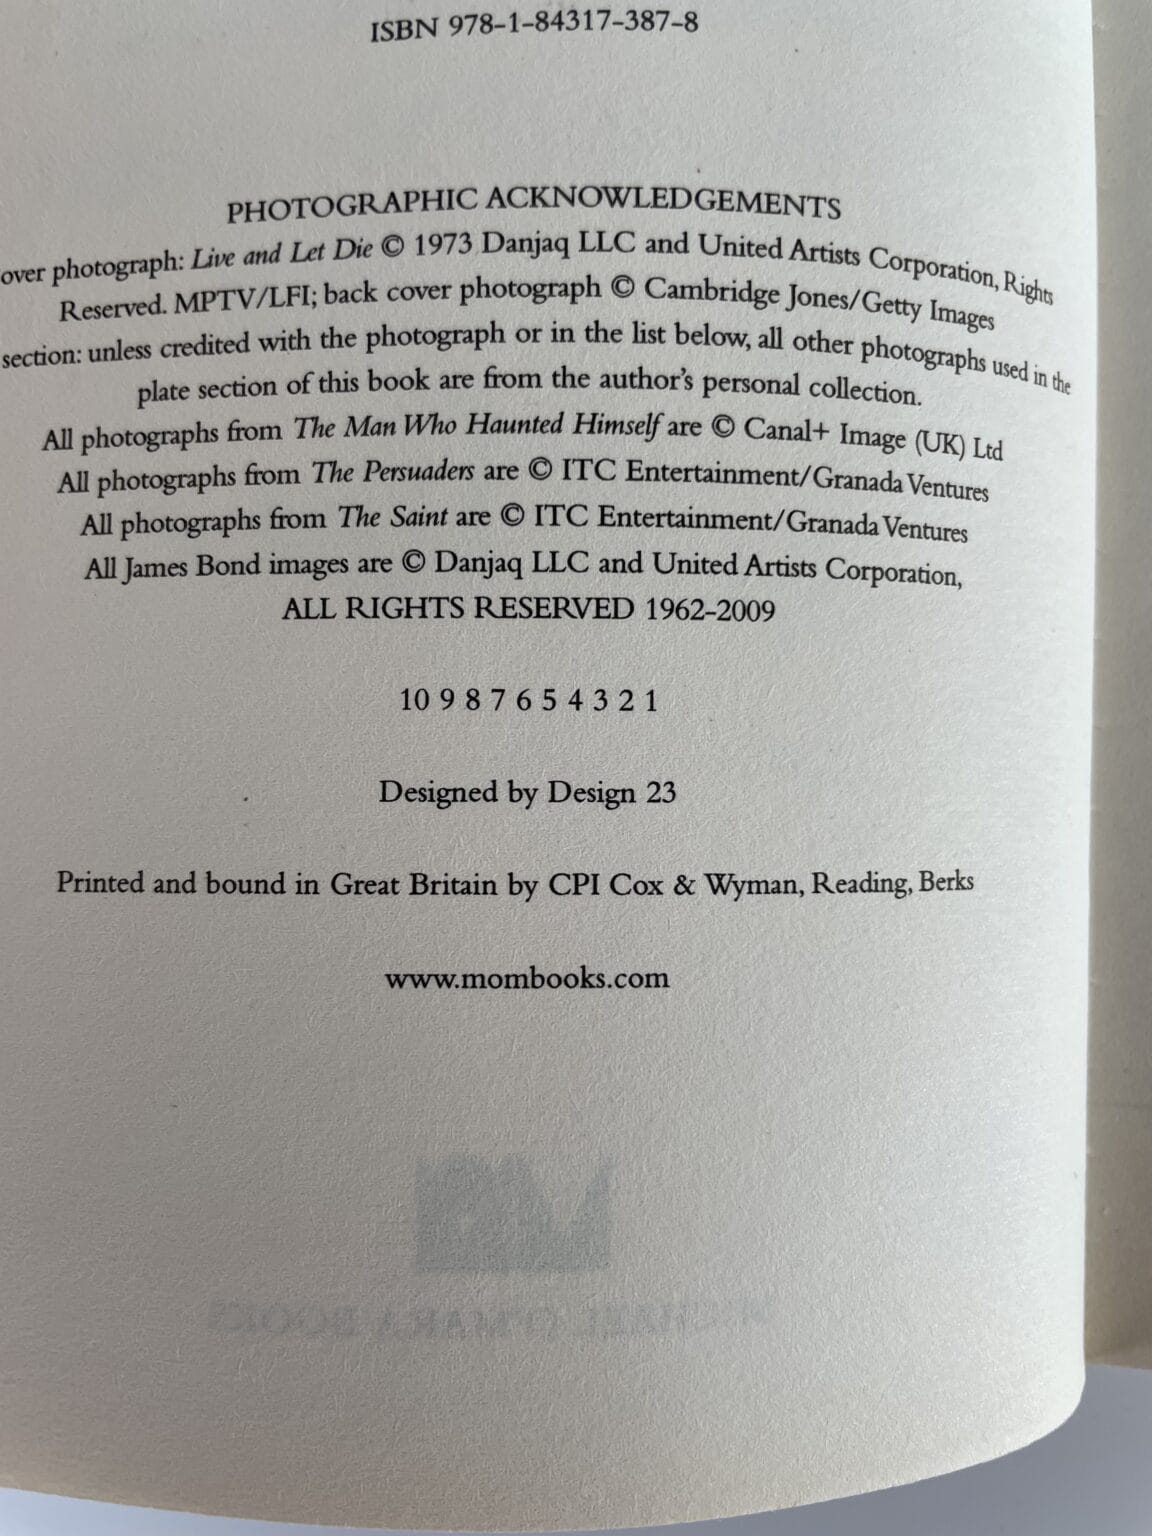 ISBN 978-1-84317-387-8
PHOTOGRAPHIC ACKNOWLEDGEMENTS
over photograph: Live and Let Die © 1973 Danjaq LLC and United Artists Corporation, Rights
Reserved. MPTV/LFI; back cover photograph © Cambridge Jones/Getty Images
section: unless credited with the photograph or in the list below, all other photographs used in the
plate section of this book are from the author's personal collection.
All photographs from The Man Who Haunted Himself are © Canal+ Image (UK) Ltd
All photographs from The Persuaders are © ITC Entertainment/Granada Ventures
All photographs from The Saint are © ITC Entertainment/Granada Ventures
All James Bond images are © Danjaq LLC and United Artists Corporation,
ALL RIGHTS RESERVED 1962–2009
10 9 8 7 6 5 4 3 2 1
Designed by Design 23
Printed and bound in Great Britain by CPI Cox & Wyman, Reading, Berks
www.mombooks.com
MICHAEL O'MARA BOOKS